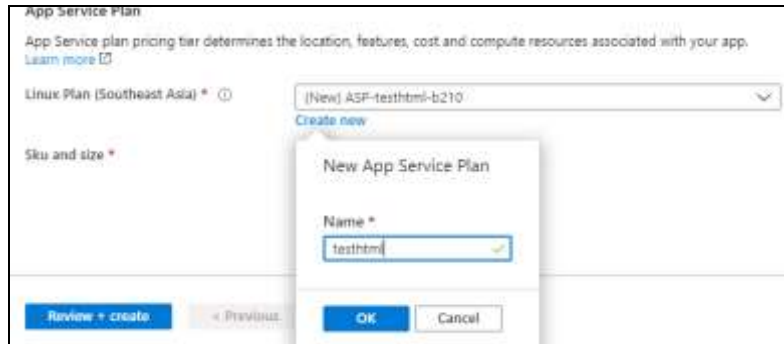 App Service Plan
App Service plan pricing tier determines the location, features, cost and compute resources associated with your app.
Learn more
Linux Plan (Southeast Asia) *
(New) ASP-testhtml-b210
Create new
Sku and size *
New App Service Plan
Name *
testhtml
Review + create
< Previous
OK
Cancel